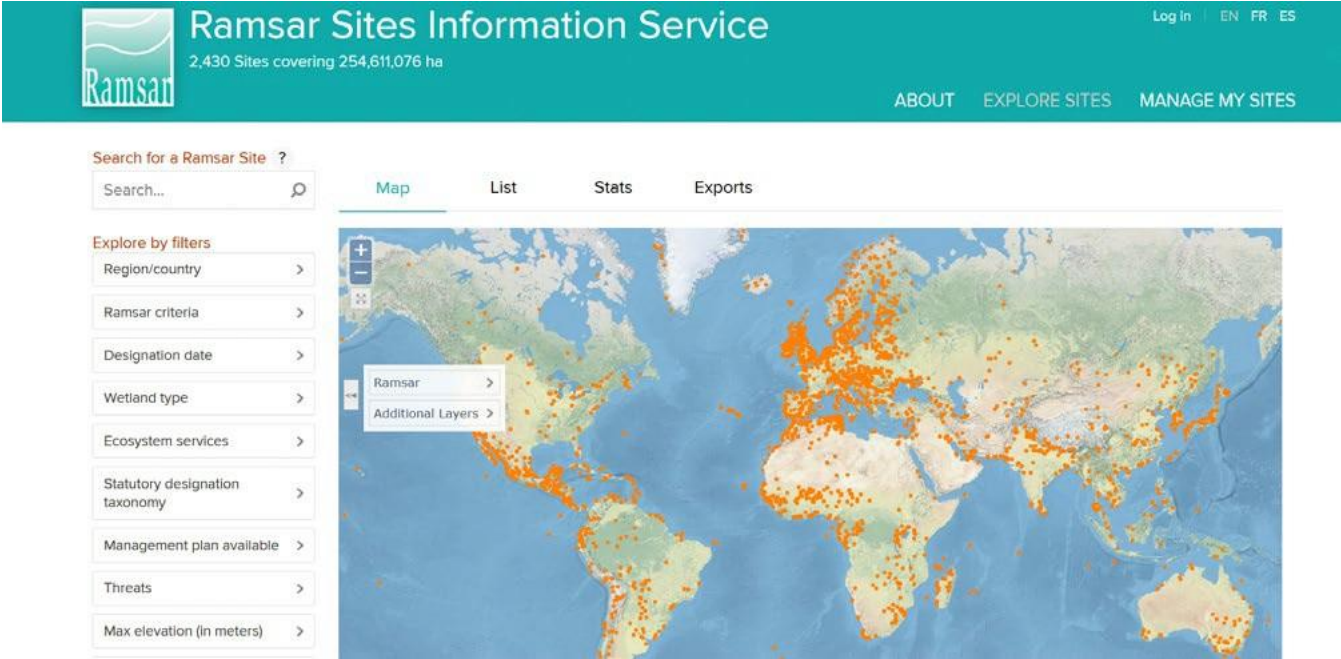 Ramsar
Ramsar Sites Information Service
2,430 Sites covering 254,611,076 ha
Log in | EN FR ES
ABOUT EXPLORE SITES MANAGE MY SITES
Search for a Ramsar Site ?
Search...
Explore by filters
Region/country >
Ramsar criteria >
Designation date >
Wetland type >
Ecosystem services >
Statutory designation
taxonomy >
Management plan available >
Threats >
Max elevation (in meters) >
Map List Stats Exports
+
−
<<
Ramsar >
Additional Layers >